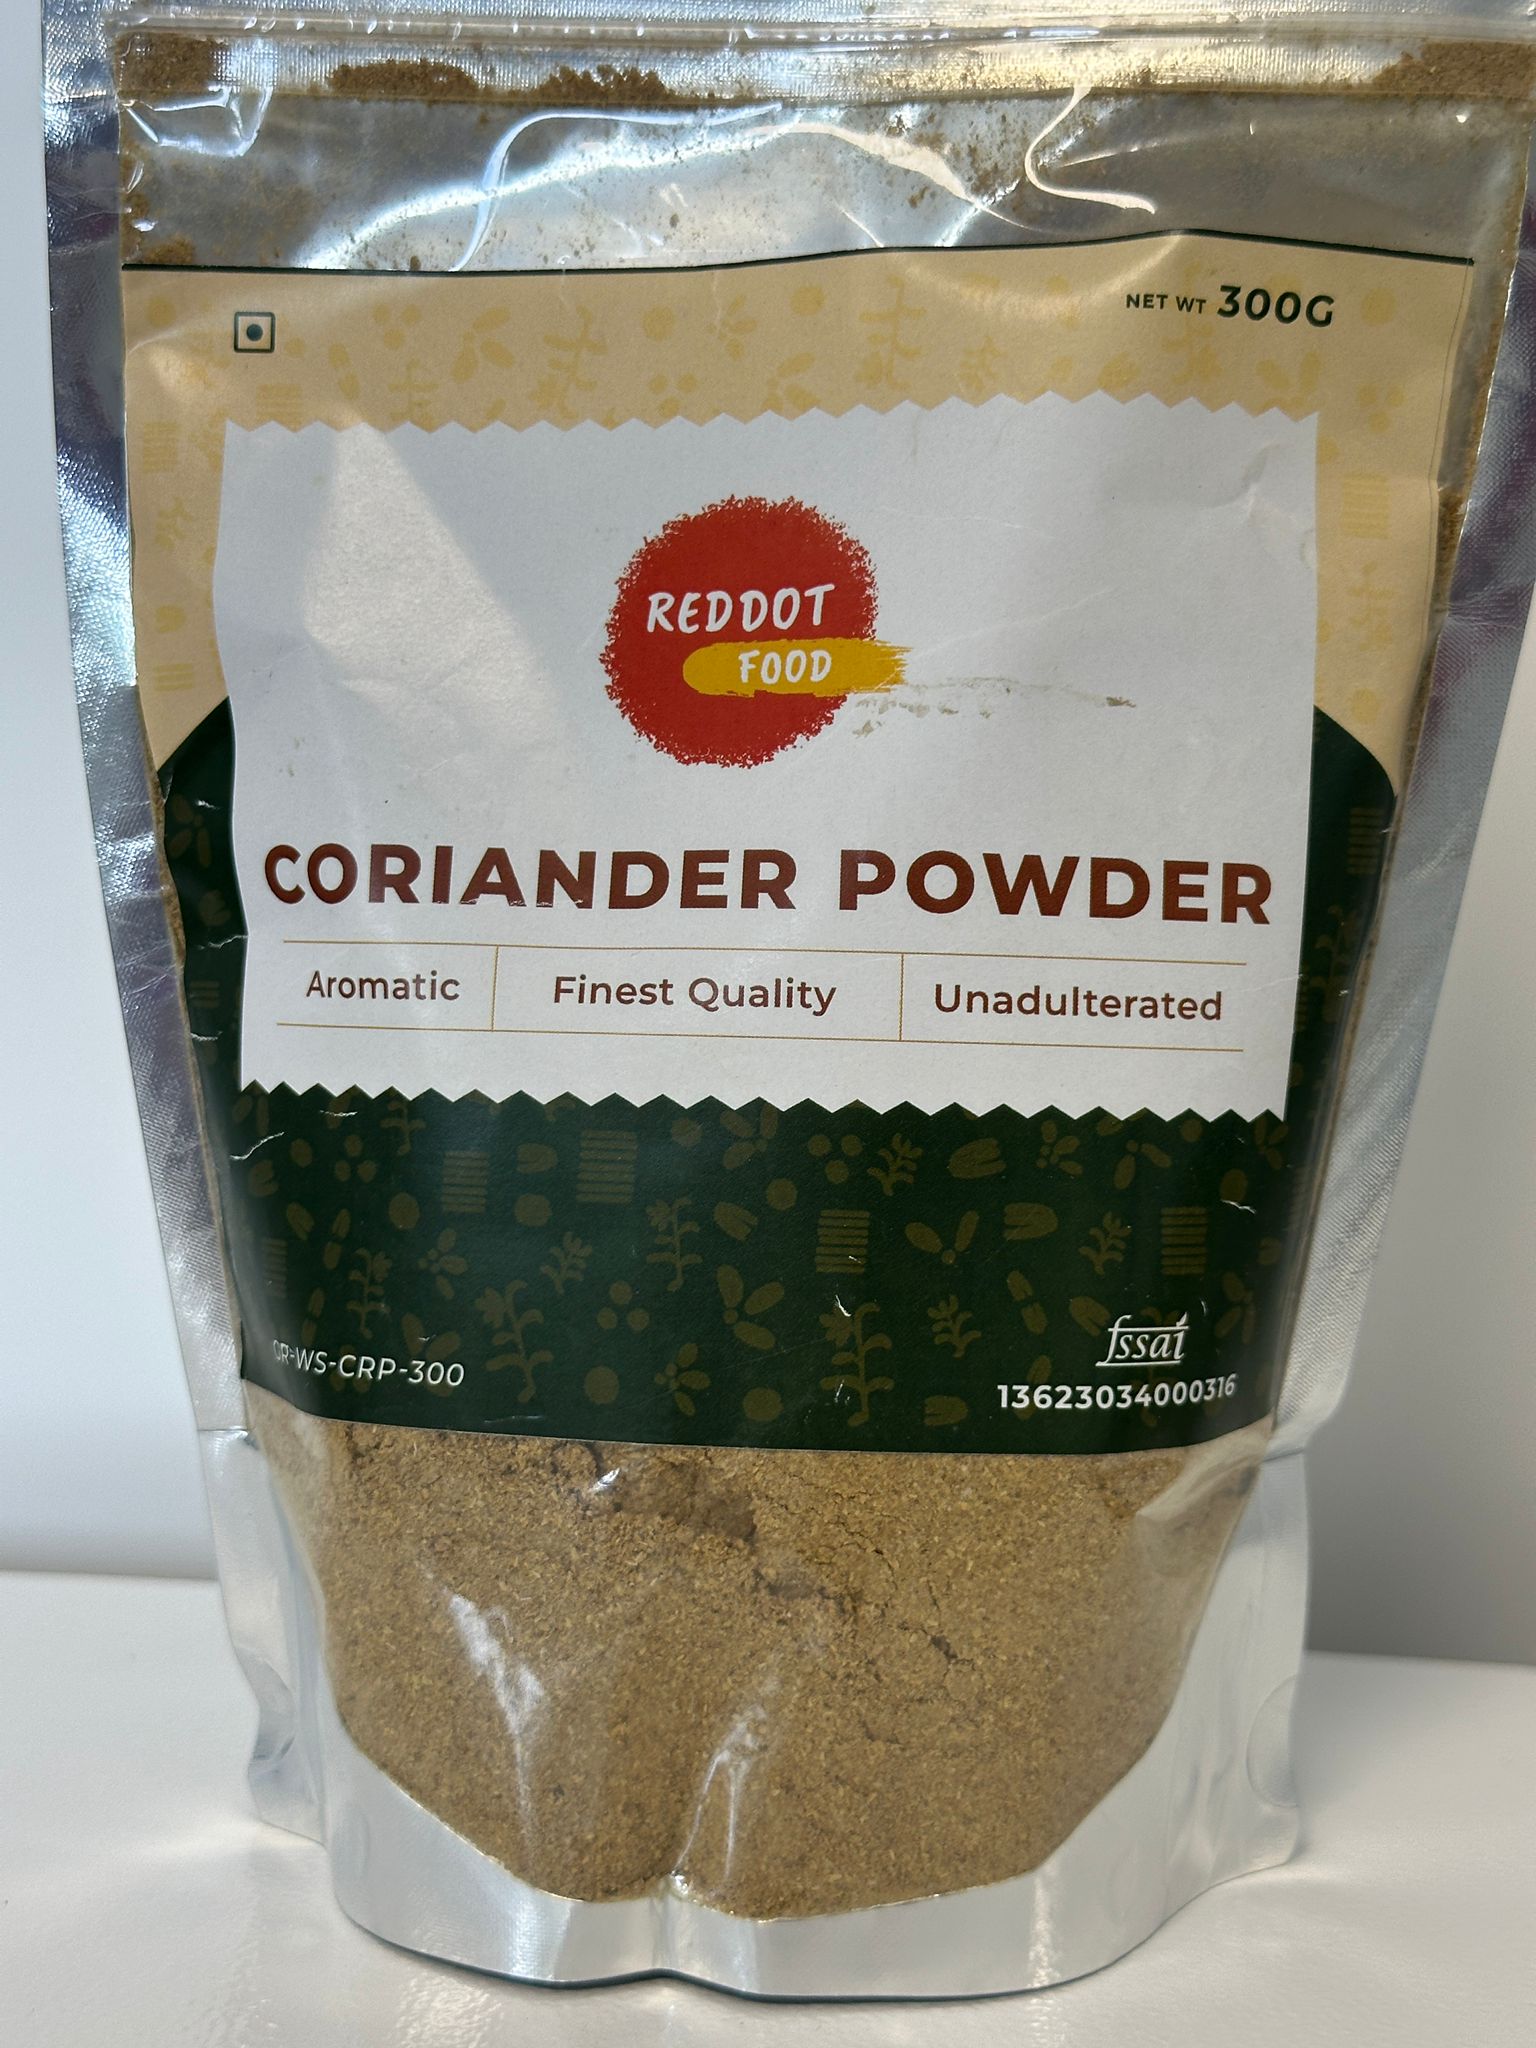 NET WT 300G
REDDOT
FOOD
CORIANDER POWDER
Aromatic
Finest Quality
Unadulterated
fssai
13623034000316